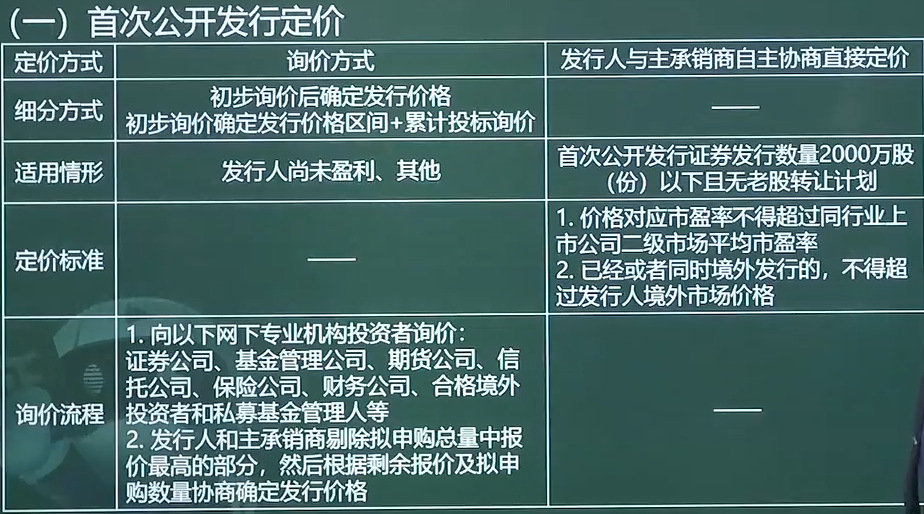 （一）首次公开发行定价
定价方式
询价方式
发行人与主承销商自主协商直接定价
细分方式
初步询价后确定发行价格
初步询价确定发行价格区间+累计投标询价
——
适用情形
发行人尚未盈利、其他
首次公开发行证券发行数量2000万股
（份）以下且无老股转让计划
定价标准
——
1. 价格对应市盈率不得超过同行业上
市公司二级市场平均市盈率
2. 已经或者同时境外发行的，不得超
过发行人境外市场价格
询价流程
1. 向以下网下专业机构投资者询价：
证券公司、基金管理公司、期货公司、信
托公司、保险公司、财务公司、合格境外
投资者和私募基金管理人等
2. 发行人和主承销商剔除拟申购总量中报
价最高的部分，然后根据剩余报价及拟申
购数量协商确定发行价格
——